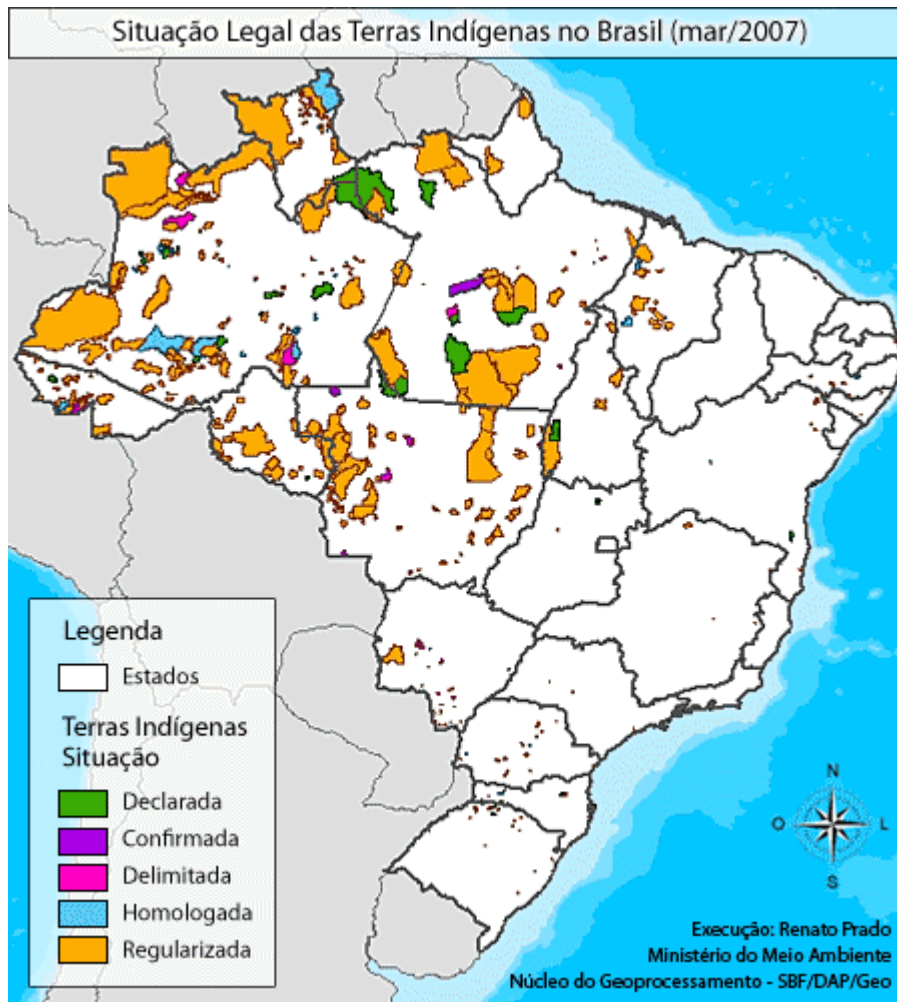 Situação Legal das Terras Indígenas no Brasil (mar/2007)
Legenda
Estados
Terras Indígenas
Situação
Declarada
Confirmada
Delimitada
Homologada
Regularizada
N
O
L
S
Execução: Renato Prado
Ministério do Meio Ambiente
Núcleo do Geoprocessamento - SBF/DAP/Geo